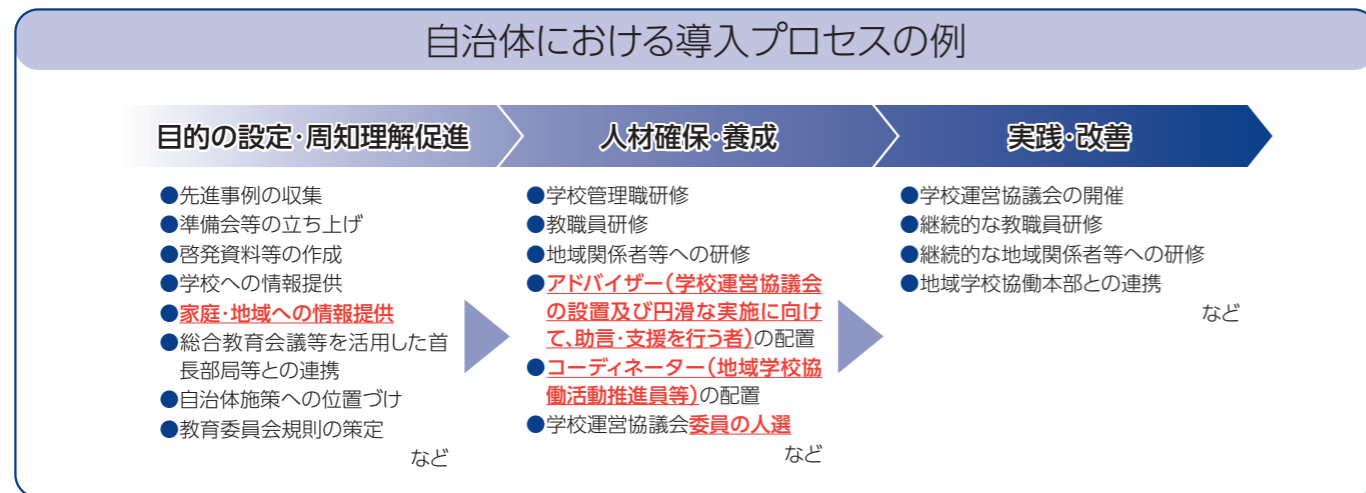 自治体における導入プロセスの例
目的の設定・周知理解促進
●先進事例の収集
●準備会等の立ち上げ
●啓発資料等の作成
●学校への情報提供
●家庭・地域への情報提供
●総合教育会議等を活用した首
長部局等との連携
●自治体施策への位置づけ
●教育委員会規則の策定
など
人材確保・養成
●学校管理職研修
●教職員研修
●地域関係者等への研修
●アドバイザー(学校運営協議会
の設置及び円滑な実施に向け
て、助言・支援を行う者)の配置
●コーディネーター(地域学校協
働活動推進員等)の配置
●学校運営協議会委員の人選
など
実践・改善
●学校運営協議会の開催
●継続的な教職員研修
●継続的な地域関係者等への研修
●地域学校協働本部との連携
など